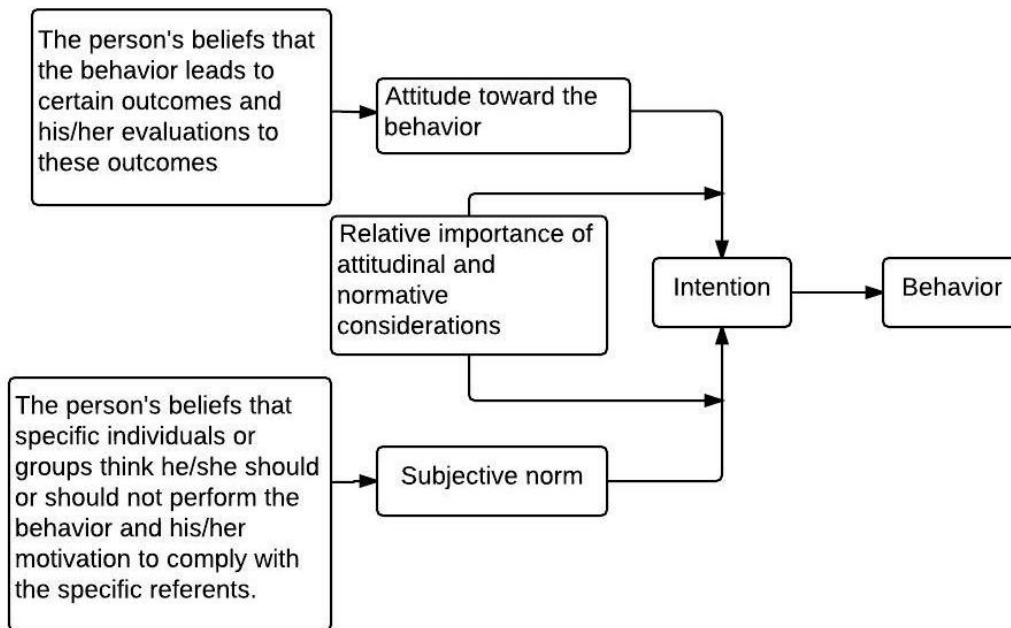 The person's beliefs that
the behavior leads to
certain outcomes and
his/her evaluations to
these outcomes
Attitude toward the
behavior
Relative importance of
attitudinal and
normative
considerations
Intention
Behavior
The person's beliefs that
specific individuals or
groups think he/she should
or should not perform the
behavior and his/her
motivation to comply with
the specific referents.
Subjective norm